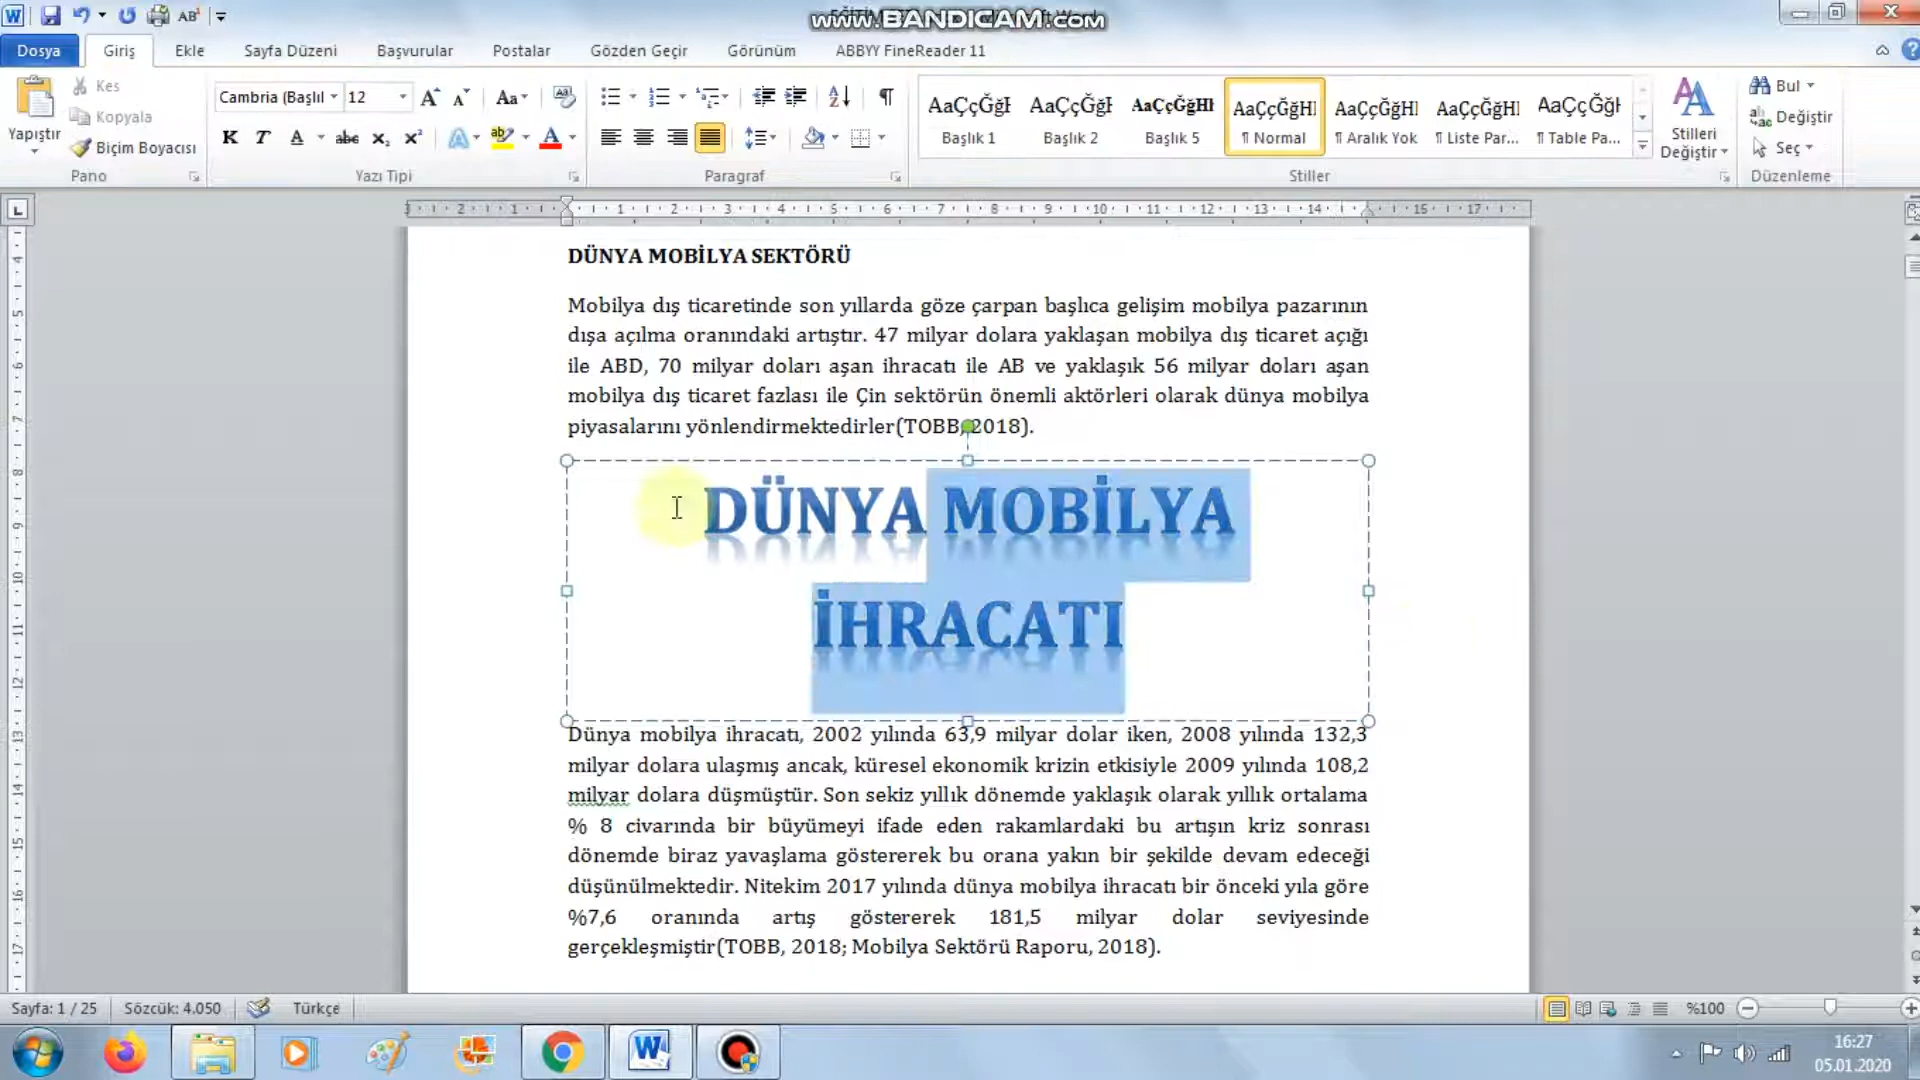 www.BANDICAM.com
Dosya Giriş Ekle Sayfa Düzeni Başvurular Postalar Gözden Geçir Görünüm ABBYY FineReader 11
Kes
Kopyala
Biçim Boyacısı
Yapıştır
Pano
Cambria (Başlıl 12
Yazı Tipi
Paragraf
AaÇçĞğI AaÇçĞğI AaÇçĞğHI AaÇçĞğHI AaÇçĞğHI AaÇçĞğHI AaÇçĞğI
Başlık 1 Başlık 2 Başlık 5 ¶ Normal ¶ Aralık Yok ¶ Liste Par... ¶ Table Pa...
Stiller
Stilleri
Değiştir
Bul
Değiştir
Seç
Düzenleme
DÜNYA MOBİLYA SEKTÖRÜ
Mobilya dış ticaretinde son yıllarda göze çarpan başlıca gelişim mobilya pazarının
dışa açılma oranındaki artıştır. 47 milyar dolara yaklaşan mobilya dış ticaret açığı
ile ABD, 70 milyar doları aşan ihracatı ile AB ve yaklaşık 56 milyar doları aşan
mobilya dış ticaret fazlası ile Çin sektörün önemli aktörleri olarak dünya mobilya
piyasalarını yönlendirmektedirler(TOBB, 2018).
DÜNYA MOBİLYA
İHRACATI
Dünya mobilya ihracatı, 2002 yılında 63,9 milyar dolar iken, 2008 yılında 132,3
milyar dolara ulaşmış ancak, küresel ekonomik krizin etkisiyle 2009 yılında 108,2
milyar dolara düşmüştür. Son sekiz yıllık dönemde yaklaşık olarak yıllık ortalama
% 8 civarında bir büyümeyi ifade eden rakamlardaki bu artışın kriz sonrası
dönemde biraz yavaşlama göstererek bu orana yakın bir şekilde devam edeceği
düşünülmektedir. Nitekim 2017 yılında dünya mobilya ihracatı bir önceki yıla göre
%7,6 oranında artış göstererek 181,5 milyar dolar seviyesinde
gerçekleşmiştir(TOBB, 2018; Mobilya Sektörü Raporu, 2018).
Sayfa: 1 / 25 Sözcük: 4.050 Türkçe %100
16:27
05.01.2020